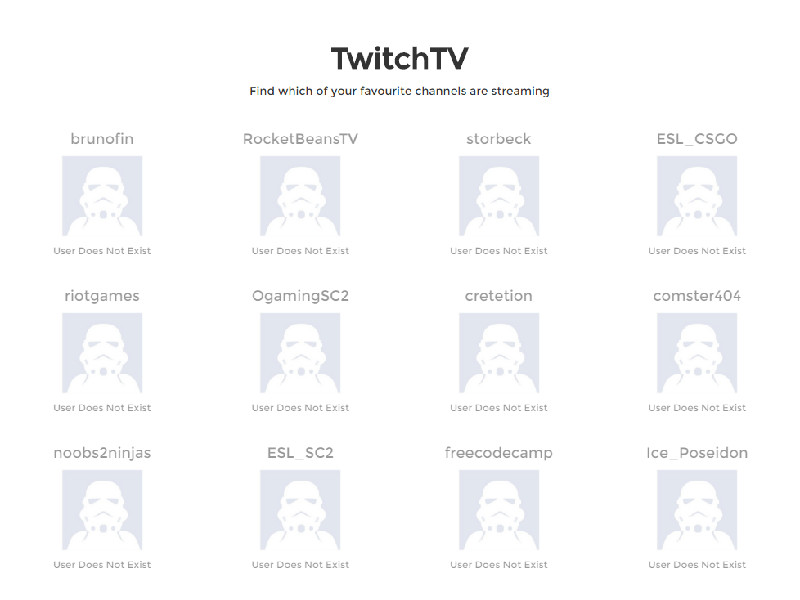 TwitchTV
Find which of your favourite channels are streaming
brunofin
RocketBeansTV
storbeck
ESL_CSGO
User Does Not Exist
User Does Not Exist
User Does Not Exist
User Does Not Exist
riotgames
OgamingSC2
cretetion
comster404
User Does Not Exist
User Does Not Exist
User Does Not Exist
User Does Not Exist
noobs2ninjas
ESL_SC2
freecodecamp
Ice_Poseidon
User Does Not Exist
User Does Not Exist
User Does Not Exist
User Does Not Exist